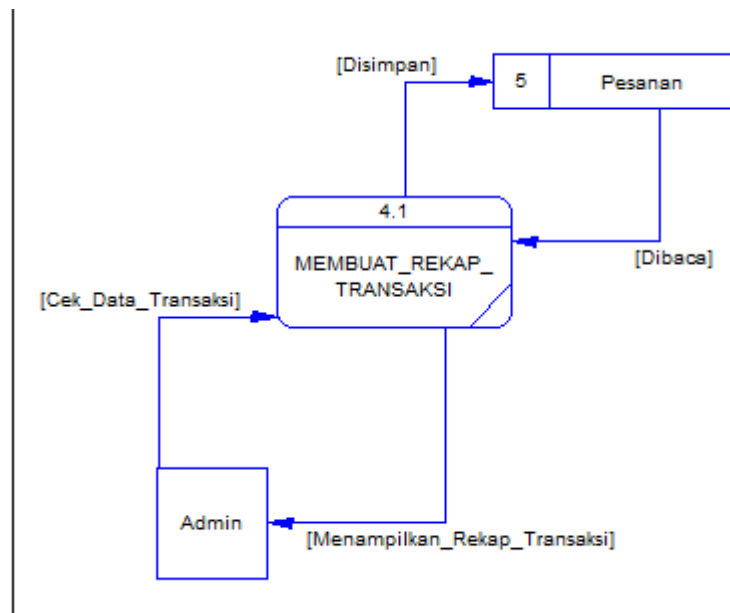 [Disimpan]
5
Pesanan
4.1
MEMBUAT_REKAP_
TRANSAKSI
[Dibaca]
[Cek_Data_Transaksi]
Admin
[Menampilkan_Rekap_Transaksi]